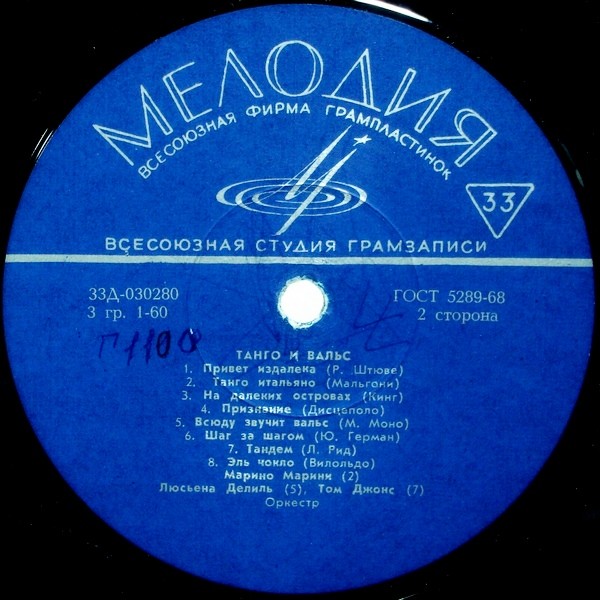 МЕЛОДИЯ
ВСЕСОЮЗНАЯ ФИРМА ГРАМПЛАСТИНОК
33
ВСЕСОЮЗНАЯ СТУДИЯ ГРАМЗАПИСИ
33Д-030280
3 гр. 1-60
ГОСТ 5289-68
2 сторона
Г1100
ТАНГО И ВАЛЬС
1. Привет издалека (Р. Штюве)
2. Танго итальяно (Мальгони)
3. На далеких островах (Кинг)
4. Признание (Дисцеполо)
5. Всюду звучит вальс (М. Моно)
6. Шаг за шагом (Ю. Герман)
7. Тандем (Л. Рид)
8. Эль чокло (Вилольдо)
Марино Марини (2)
Люсьена Делиль (5), Том Джонс (7)
Оркестр